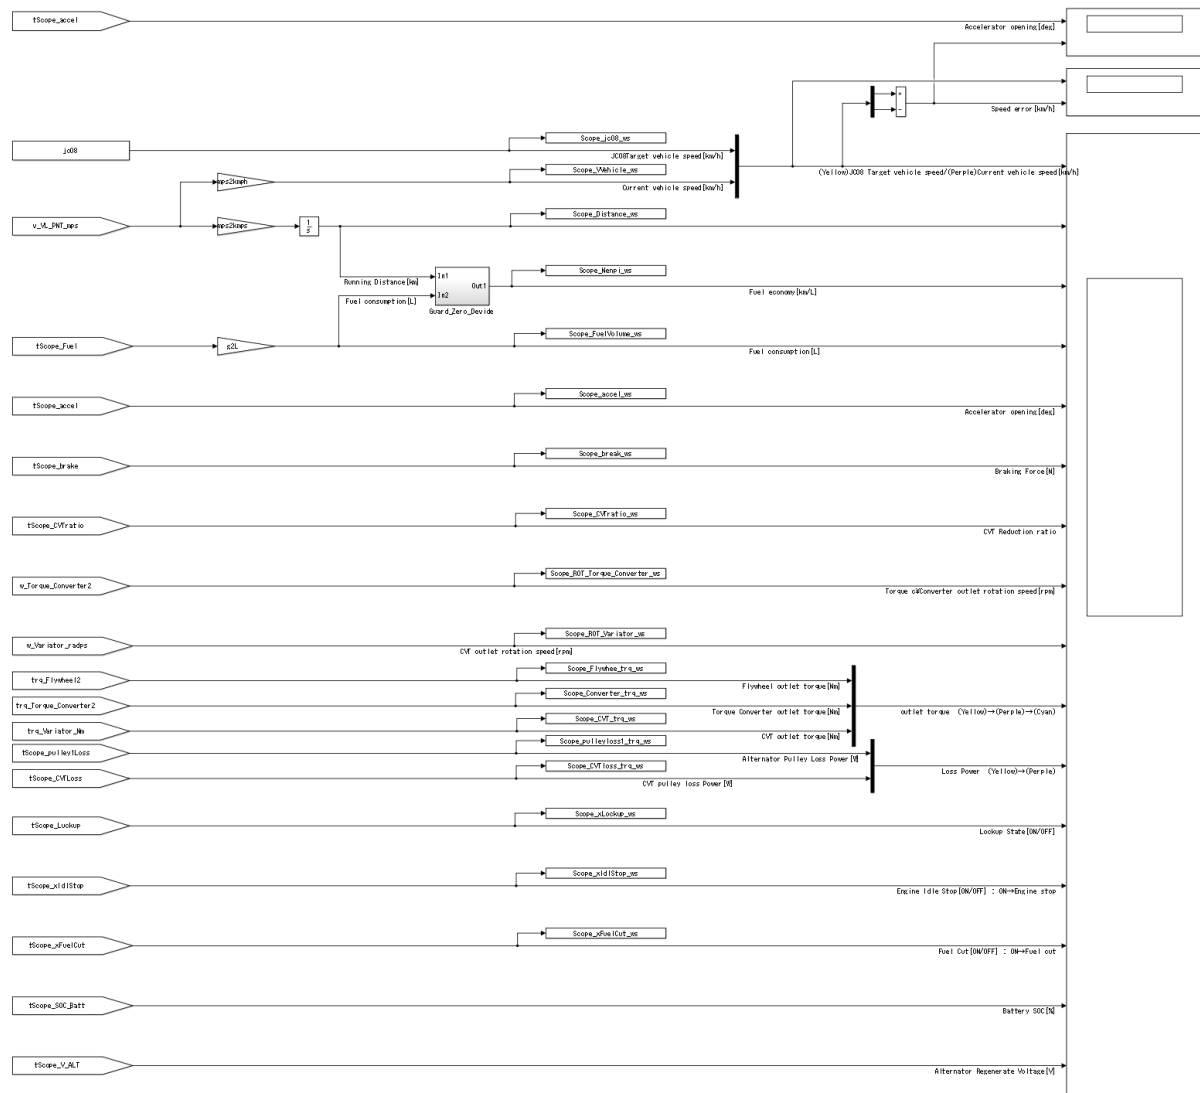 tScope_accel
Accelerator opening[deg]
+
-
Speed error[km/h]
jc08
Scope_jc08_ws
JC08Target vehicle speed[km/h]
Scope_VVehicle_ws
Current vehicle speed[km/h]
(Yellow)JC08 Target vehicle speed/(Perple)Current vehicle speed[km/h]
mps2kmph
v_VL_PNT_mps
mps2kmps
1
s
Scope_Distance_ws
Running Distance[km]
Fuel consumption[L]
In1
In2
Out1
Guard_Zero_Devide
Scope_Nenpi_ws
Fuel economy[km/L]
tScope_Fuel
g2L
Scope_FuelVolume_ws
Fuel consumption[L]
tScope_accel
Scope_accel_ws
Accelerator opening[deg]
tScope_brake
Scope_break_ws
Braking Force[N]
tScope_CVTratio
Scope_CVTratio_ws
CVT Reduction ratio
w_Torque_Converter2
Scope_ROT_Torque_Converter_ws
Torque c¥Converter outlet rotation speed[rpm]
w_Variator_radps
Scope_ROT_Variator_ws
CVT outlet rotation speed[rpm]
trq_Flywheel2
Scope_Flywhee_trq_ws
Flywheel outlet torque[Nm]
trq_Torque_Converter2
Scope_Converter_trq_ws
Torque Converter outlet torque[Nm]
outlet torque (Yellow)→(Perple)→(Cyan)
trq_Variator_Nm
Scope_CVT_trq_ws
CVT outlet torque[Nm]
tScope_pulley1Loss
Scope_pulleyloss1_trq_ws
Alternator Pulley Loss Power[W]
tScope_CVTLoss
Scope_CVTloss_trq_ws
CVT pulley loss Power[W]
Loss Power (Yellow)→(Perple)
tScope_Luckup
Scope_xLockup_ws
Lockup State[ON/OFF]
tScope_xIdlStop
Scope_xIdlStop_ws
Engine Idle Stop[ON/OFF] : ON→Engine stop
tScope_xFuelCut
Scope_xFuelCut_ws
Fuel Cut[ON/OFF] : ON→Fuel cut
tScope_SOC_Batt
Battery SOC[%]
tScope_V_ALT
Alternator Regenerate Voltage[V]